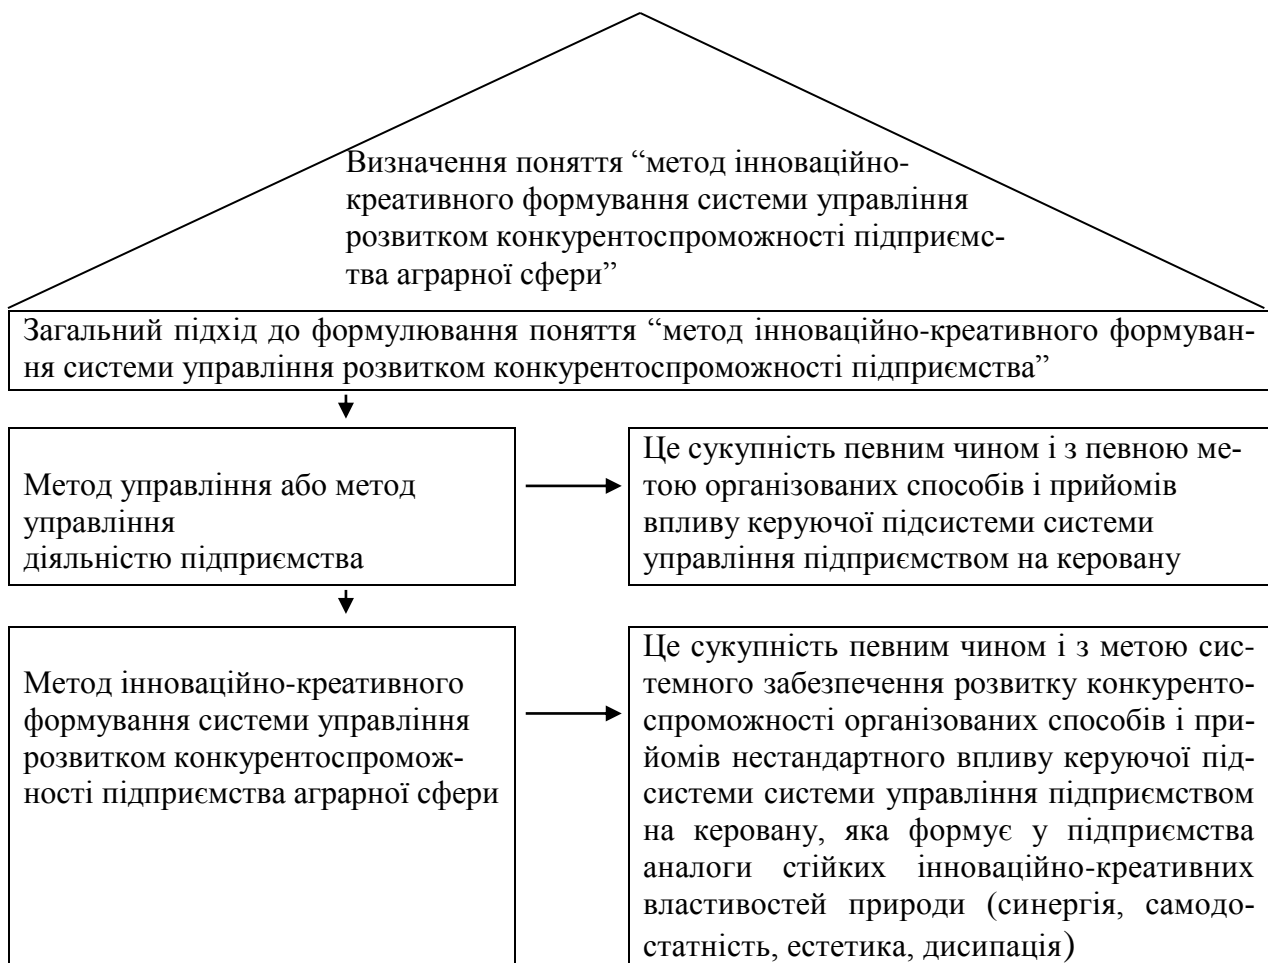 Визначення поняття “метод інноваційно-
креативного формування системи управління
розвитком конкурентоспроможності підприємс-
тва аграрної сфери”
Загальний підхід до формулювання поняття “метод інноваційно-креативного формуван-
ня системи управління розвитком конкурентоспроможності підприємства”
Метод управління або метод
управління
діяльністю підприємства
Це сукупність певним чином і з певною ме-
тою організованих способів і прийомів
впливу керуючої підсистеми системи
управління підприємством на керовану
Метод інноваційно-креативного
формування системи управління
розвитком конкурентоспромож-
ності підприємства аграрної сфери
Це сукупність певним чином і з метою сис-
темного забезпечення розвитку конкуренто-
спроможності організованих способів і при-
йомів нестандартного впливу керуючої під-
системи системи управління підприємством
на керовану, яка формує у підприємства
аналоги стійких інноваційно-креативних
властивостей природи (синергія, самодо-
статність, естетика, дисипація)